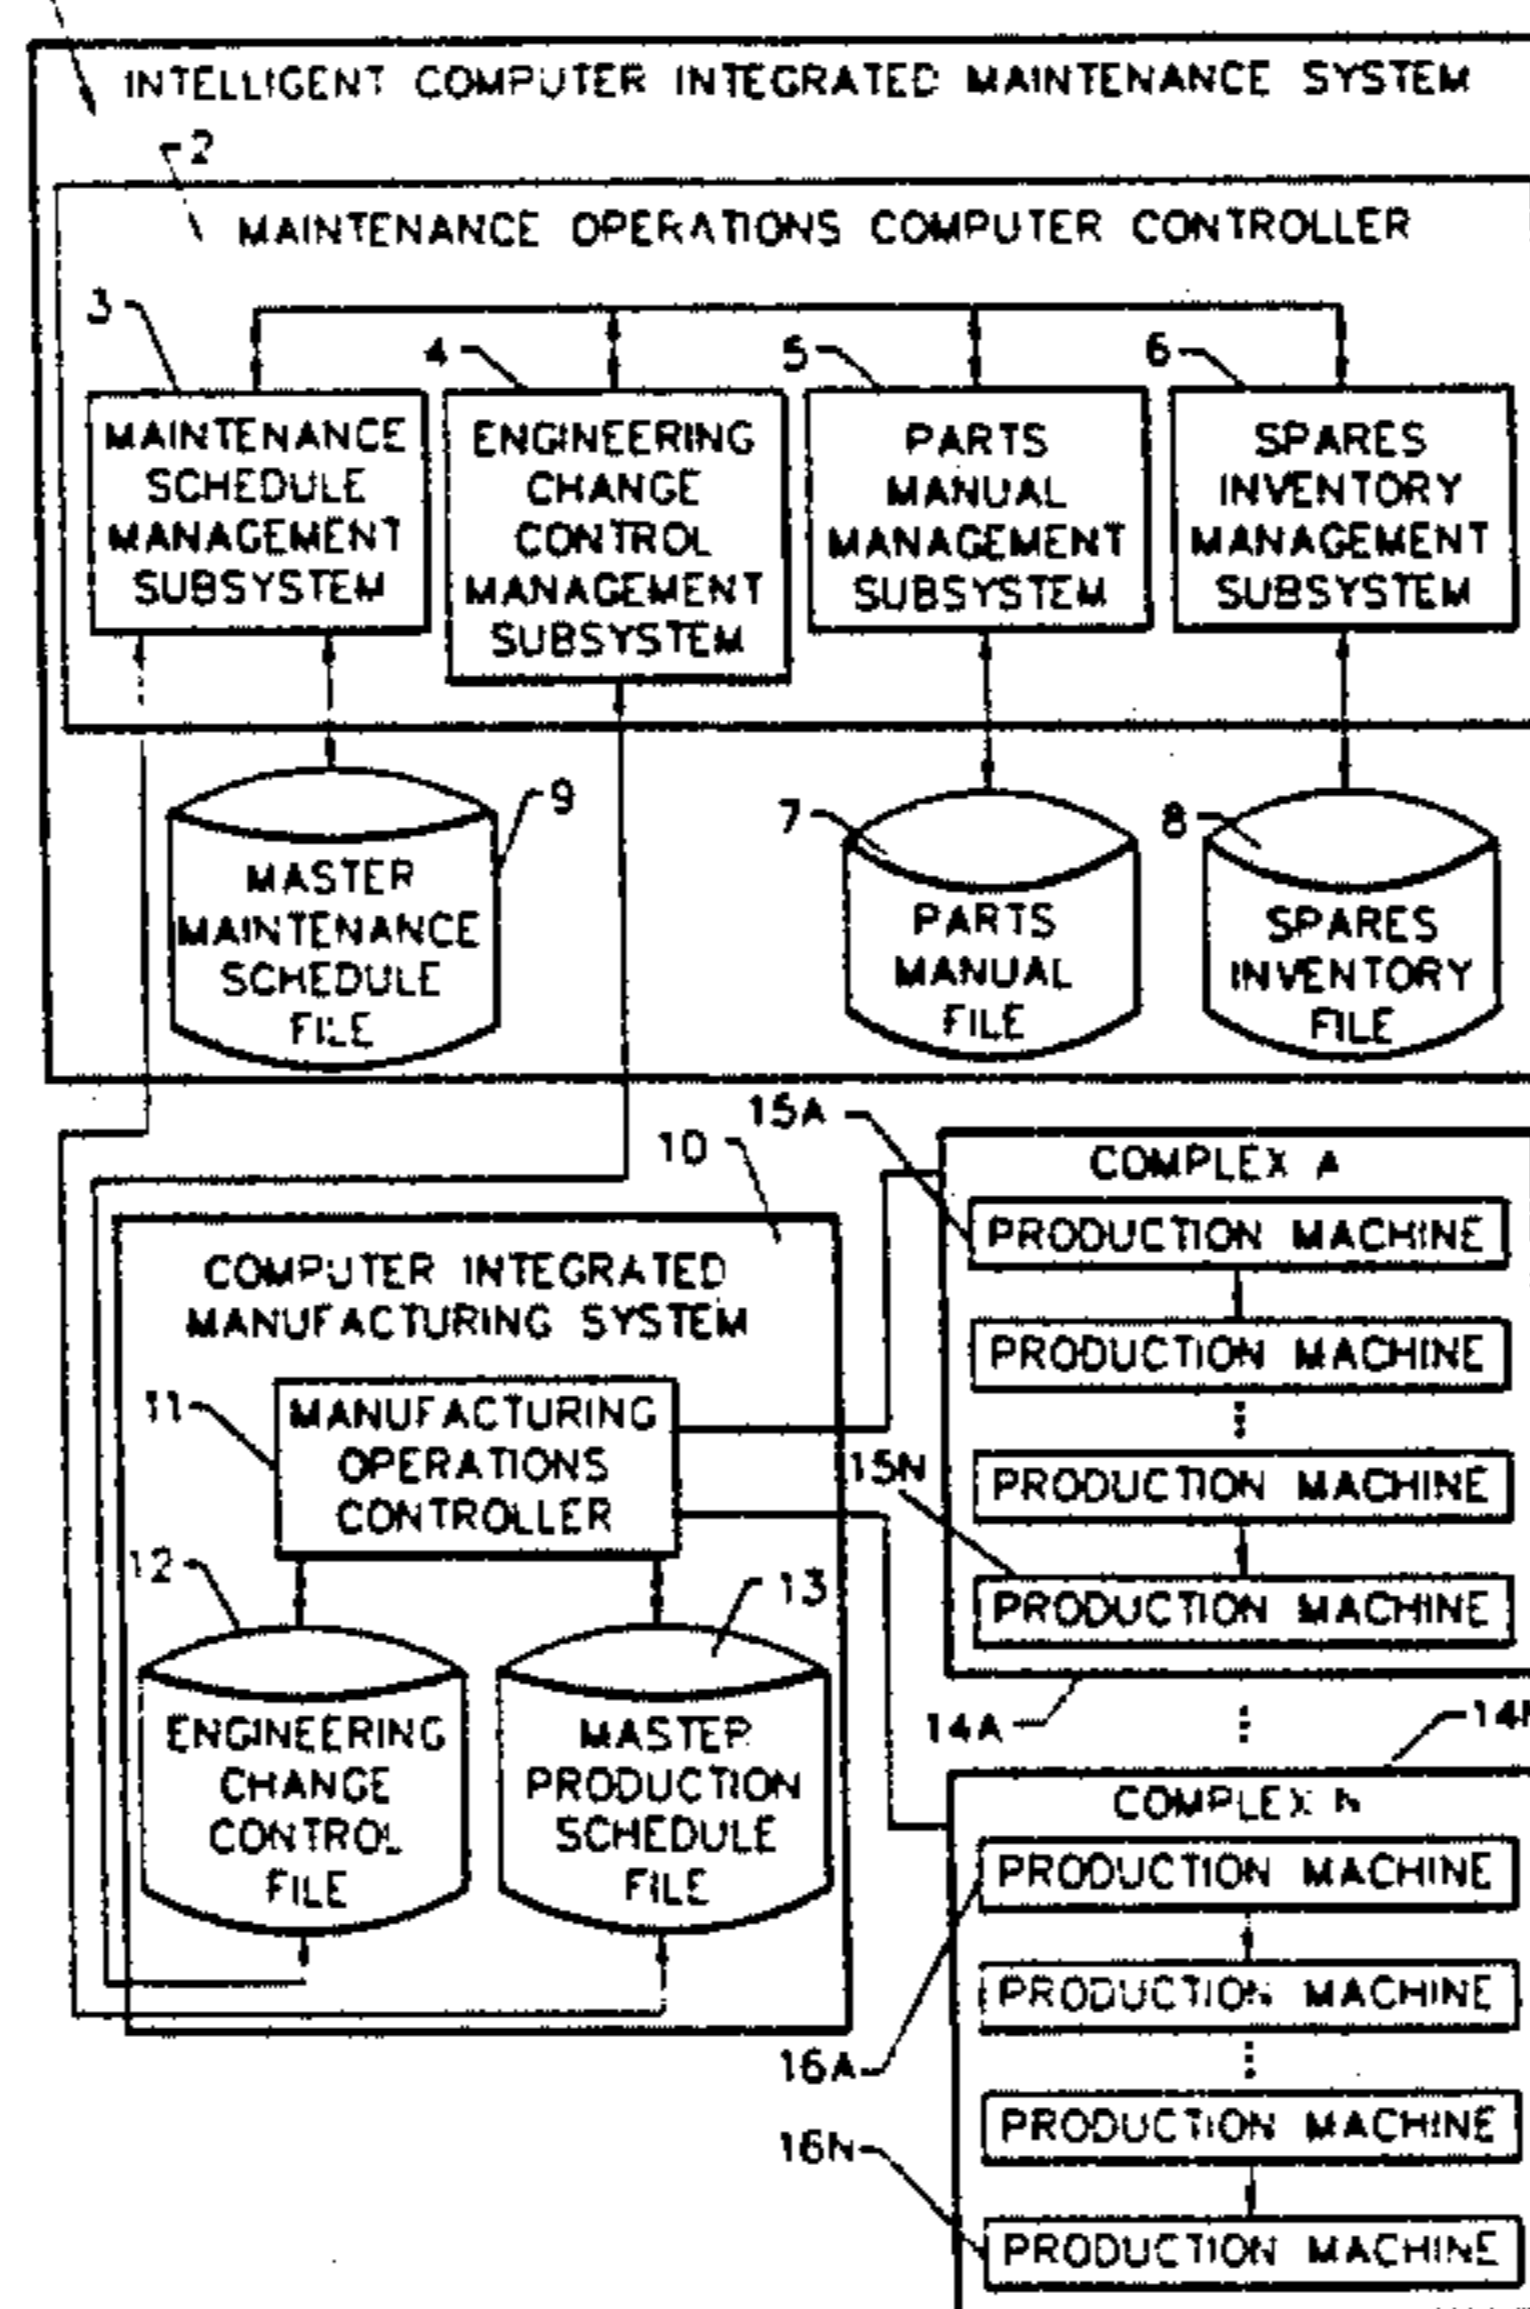 INTELLIGENT COMPUTER INTEGRATED MAINTENANCE SYSTEM
2
MAINTENANCE OPERATIONS COMPUTER CONTROLLER
3
4
5
6
MAINTENANCE
SCHEDULE
MANAGEMENT
SUBSYSTEM
ENGINEERING
CHANGE
CONTROL
MANAGEMENT
SUBSYSTEM
PARTS
MANUAL
MANAGEMENT
SUBSYSTEM
SPARES
INVENTORY
MANAGEMENT
SUBSYSTEM
9
MASTER
MAINTENANCE
SCHEDULE
FILE
7
PARTS
MANUAL
FILE
8
SPARES
INVENTORY
FILE
10
COMPUTER INTEGRATED
MANUFACTURING SYSTEM
11
MANUFACTURING
OPERATIONS
CONTROLLER
12
ENGINEERING
CHANGE
CONTROL
FILE
13
MASTER
PRODUCTION
SCHEDULE
FILE
15A
COMPLEX A
PRODUCTION MACHINE
PRODUCTION MACHINE
15N
PRODUCTION MACHINE
PRODUCTION MACHINE
14A
14N
COMPLEX N
PRODUCTION MACHINE
PRODUCTION MACHINE
16A
PRODUCTION MACHINE
16N
PRODUCTION MACHINE